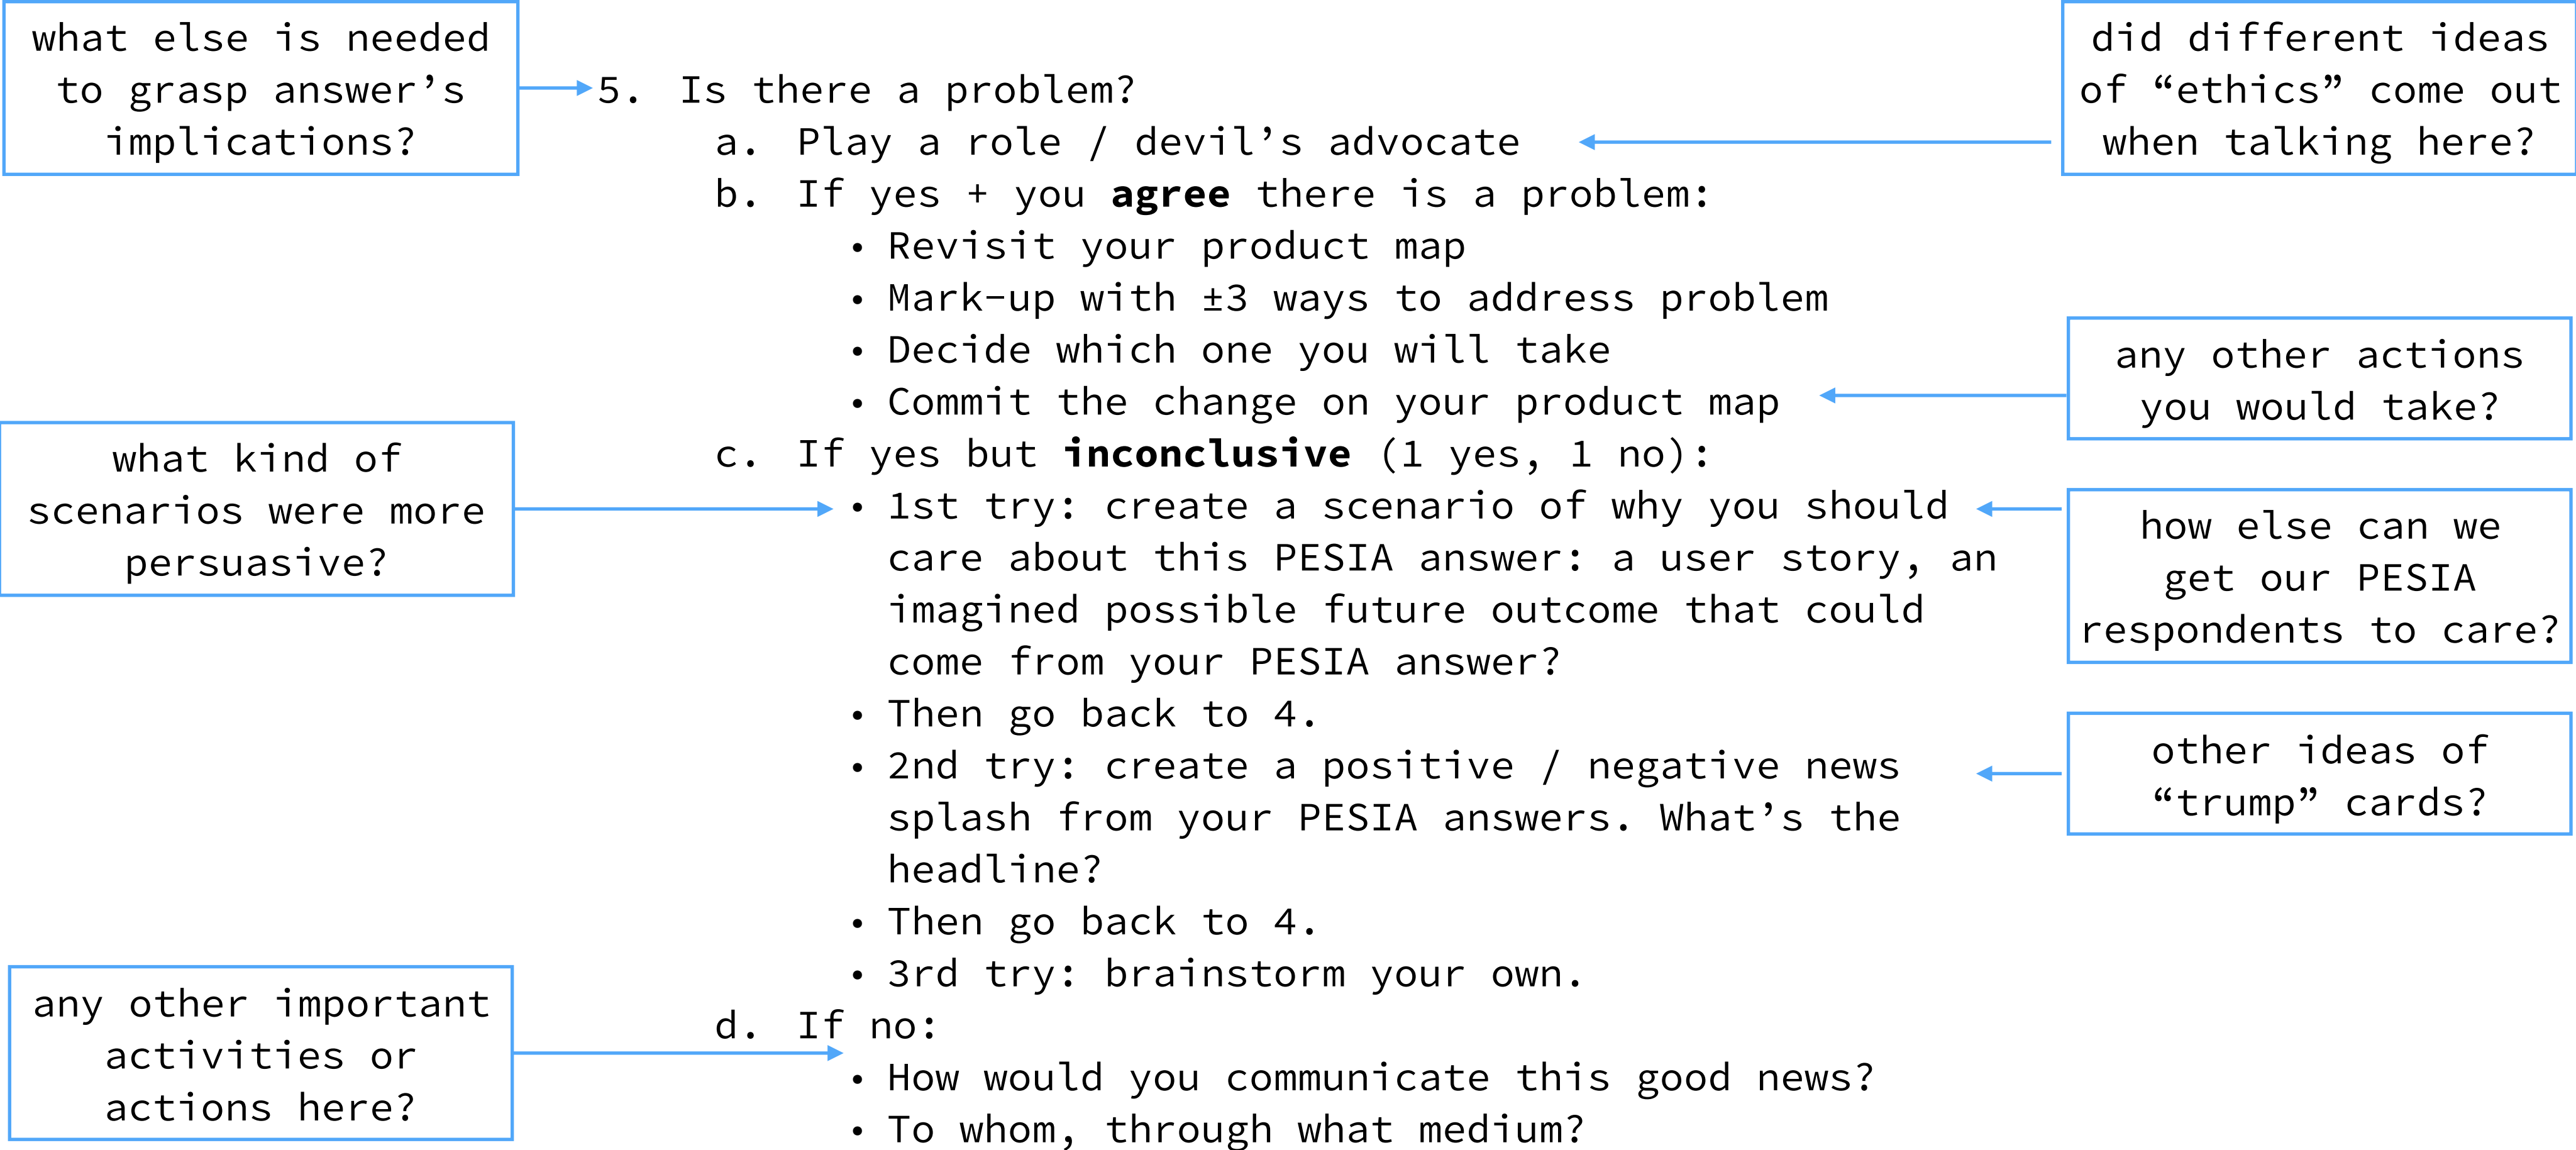 what else is needed
to grasp answer’s
implications?
did different ideas
of “ethics” come out
when talking here?
5. Is there a problem?
a. Play a role / devil’s advocate
b. If yes + you agree there is a problem:
• Revisit your product map
• Mark-up with ±3 ways to address problem
• Decide which one you will take
• Commit the change on your product map
any other actions
you would take?
what kind of
scenarios were more
persuasive?
c. If yes but inconclusive (1 yes, 1 no):
• 1st try: create a scenario of why you should
care about this PESIA answer: a user story, an
imagined possible future outcome that could
come from your PESIA answer?
how else can we
get our PESIA
respondents to care?
• Then go back to 4.
• 2nd try: create a positive / negative news
splash from your PESIA answers. What’s the
headline?
other ideas of
“trump” cards?
• Then go back to 4.
• 3rd try: brainstorm your own.
any other important
activities or
actions here?
d. If no:
• How would you communicate this good news?
• To whom, through what medium?